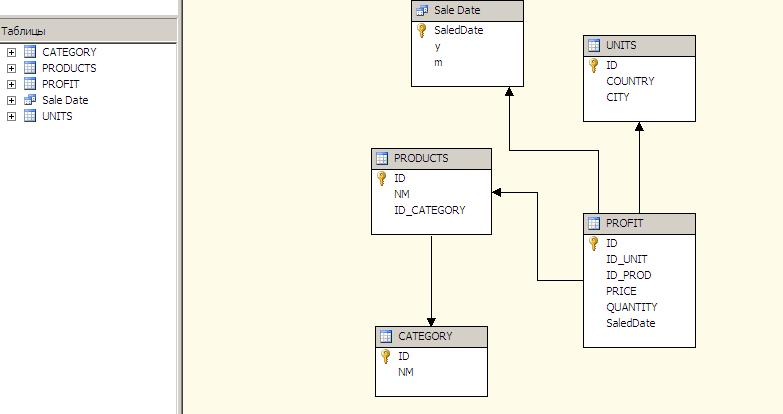 Таблицы
CATEGORY
PRODUCTS
PROFIT
Sale Date
UNITS
Sale Date
SaledDate
y
m
UNITS
ID
COUNTRY
CITY
PRODUCTS
ID
NM
ID_CATEGORY
PROFIT
ID
ID_UNIT
ID_PROD
PRICE
QUANTITY
SaledDate
CATEGORY
ID
NM